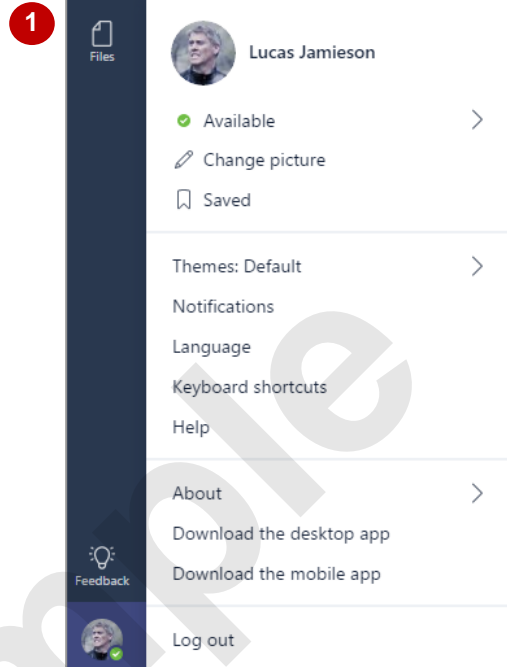 1
Files
Lucas Jamieson
Available
Change picture
Saved
Themes: Default
Notifications
Language
Keyboard shortcuts
Help
About
Download the desktop app
Download the mobile app
Feedback
Log out